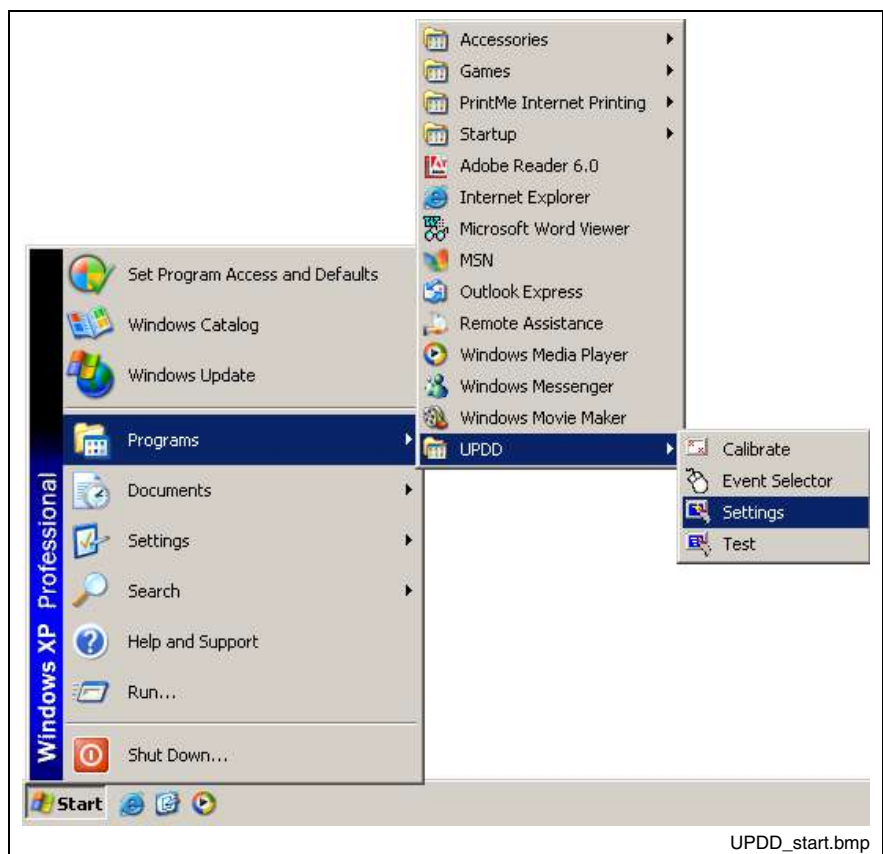 Accessories
Games
PrintMe Internet Printing
Startup
Adobe Reader 6.0
Internet Explorer
Microsoft Word Viewer
MSN
Outlook Express
Remote Assistance
Windows Media Player
Windows Messenger
Windows Movie Maker
UPDD
Calibrate
Event Selector
Settings
Test
Set Program Access and Defaults
Windows Catalog
Windows Update
Programs
Documents
Settings
Search
Help and Support
Run...
Shut Down...
Windows XP Professional
Start
UPDD_start.bmp